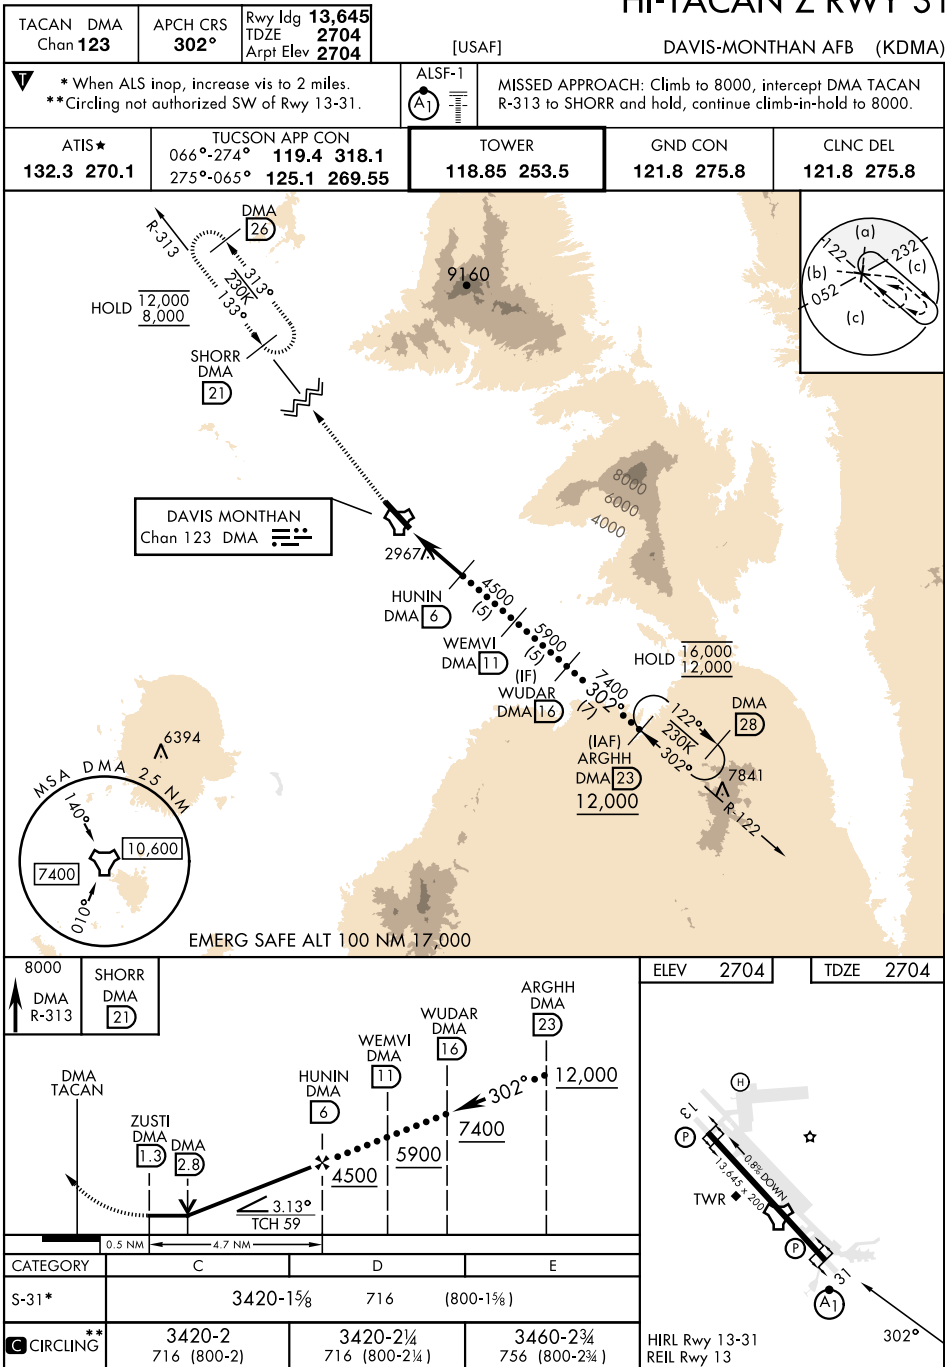 HI-TACAN Z RWY 31
TACAN DMA
Chan 123
APCH CRS
302°
Rwy ldg 13,645
TDZE 2704
Arpt Elev 2704
[USAF]
DAVIS-MONTHAN AFB (KDMA)
T
* When ALS inop, increase vis to 2 miles.
**Circling not authorized SW of Rwy 13-31.
ALSF-1
A1
MISSED APPROACH: Climb to 8000, intercept DMA TACAN
R-313 to SHORR and hold, continue climb-in-hold to 8000.
ATIS★
132.3 270.1
TUCSON APP CON
066°-274° 119.4 318.1
275°-065° 125.1 269.55
TOWER
118.85 253.5
GND CON
121.8 275.8
CLNC DEL
121.8 275.8
R-313
DMA
26
313°
230K
133°
HOLD 12,000
8,000
SHORR
DMA
21
9160
(a)
122
232
(b)
(c)
052
(c)
8000
6000
4000
DAVIS MONTHAN
Chan 123 DMA
2967
HUNIN
DMA 6
4500
(5)
WEMVI
DMA 11
5900
(5)
(IF)
WUDAR
DMA 16
7400
302°
(7)
HOLD 16,000
12,000
122°
230K
302°
DMA
28
(IAF)
ARGHH
DMA 23
12,000
7841
R-122
6394
MSA DMA 25 NM
140°
10,600
7400
010°
EMERG SAFE ALT 100 NM 17,000
8000
DMA
R-313
SHORR
DMA
21
DMA
TACAN
ZUSTI
DMA
1.3
DMA
2.8
HUNIN
DMA
6
WEMVI
DMA
11
WUDAR
DMA
16
ARGHH
DMA
23
302°
12,000
7400
5900
4500
3.13°
TCH 59
0.5 NM
4.7 NM
ELEV 2704
TDZE 2704
H
13
P
0.8% DOWN
13,645 x 200
TWR
P
31
A1
302°
HIRL Rwy 13-31
REIL Rwy 13
CATEGORY C D E
S-31* 3420-1⅝ 716 (800-1⅝)
C CIRCLING** 3420-2 3420-2¼ 3460-2¾
716 (800-2) 716 (800-2¼) 756 (800-2¾)